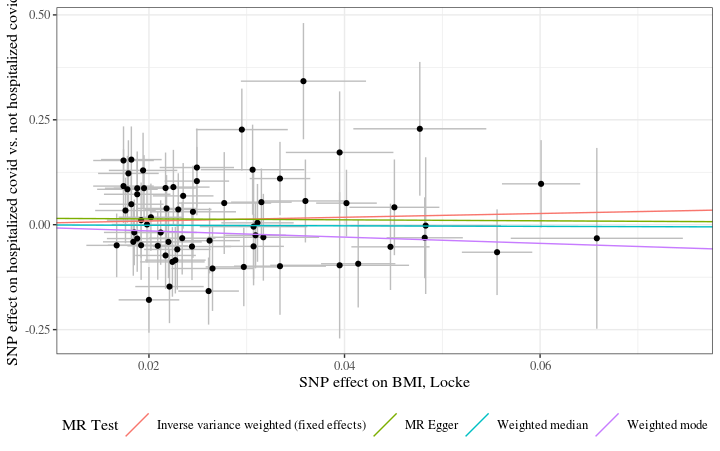 SNP effect on hospitalized covid vs. not hospitalized covid
0.50
0.25
0.00
-0.25
0.02
0.04
0.06
SNP effect on BMI, Locke
MR Test
Inverse variance weighted (fixed effects)
MR Egger
Weighted median
Weighted mode